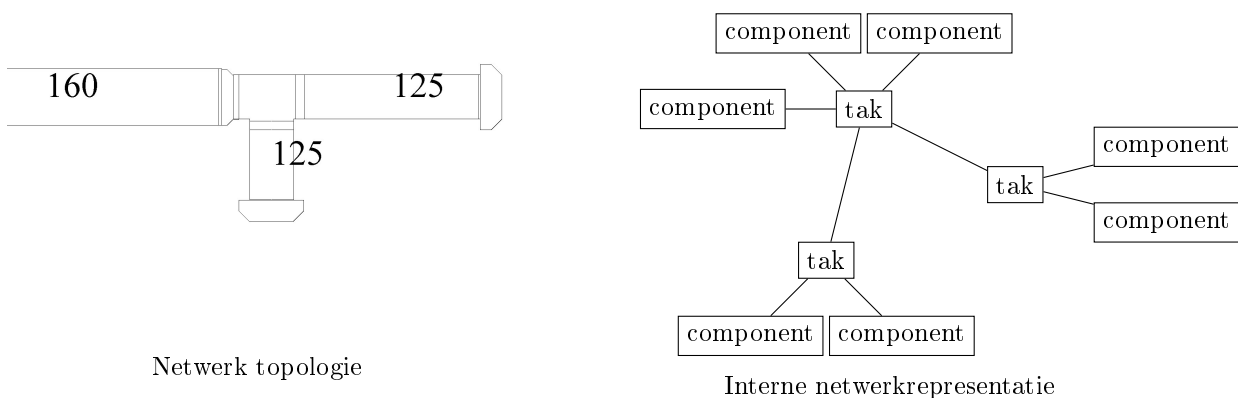 160
125
125
Netwerk topologie
component
component
component
tak
component
tak
component
tak
component
component
Interne netwerkrepresentatie